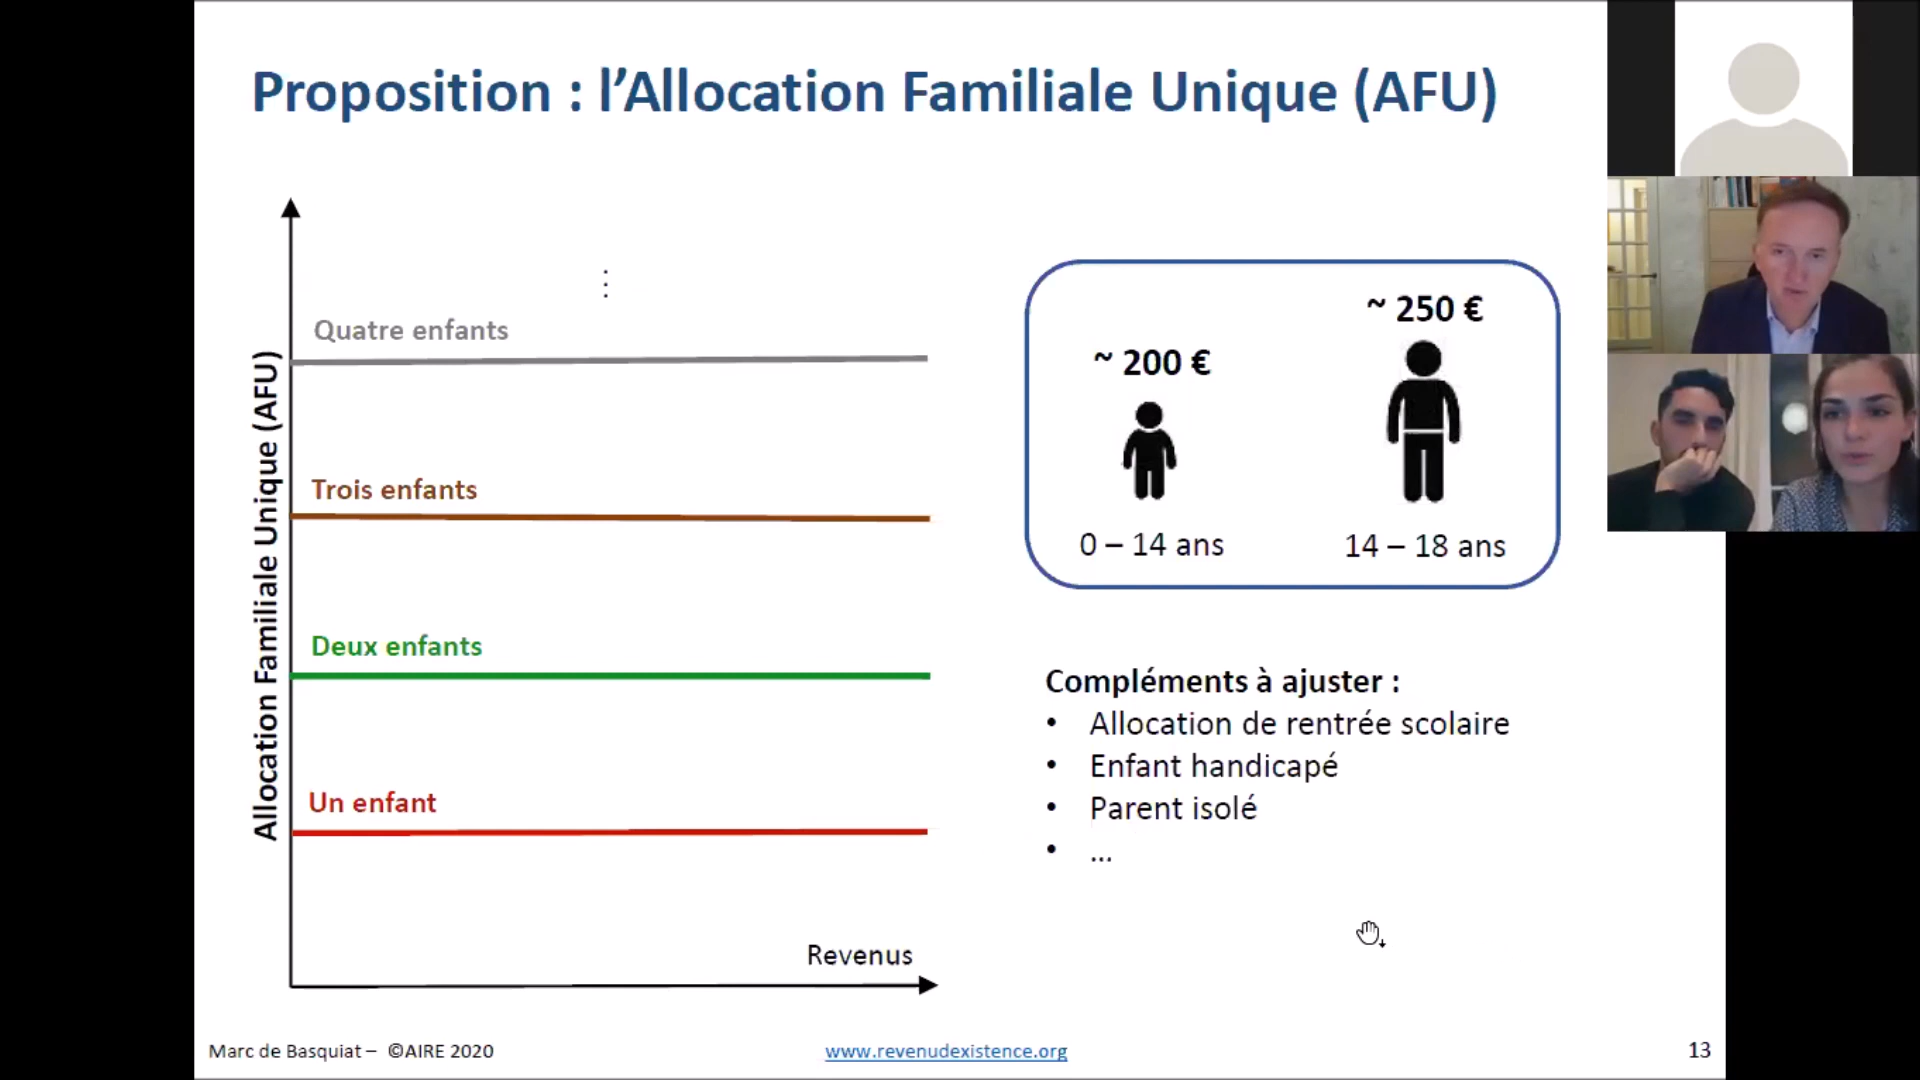 Proposition : l’Allocation Familiale Unique (AFU)
Allocation Familiale Unique (AFU)
⋮
Quatre enfants
Trois enfants
Deux enfants
Un enfant
Revenus
~ 200 €
~ 250 €
0 – 14 ans
14 – 18 ans
Compléments à ajuster :
• Allocation de rentrée scolaire
• Enfant handicapé
• Parent isolé
• ...
Marc de Basquiat – ©AIRE 2020
www.revenudexistence.org
13